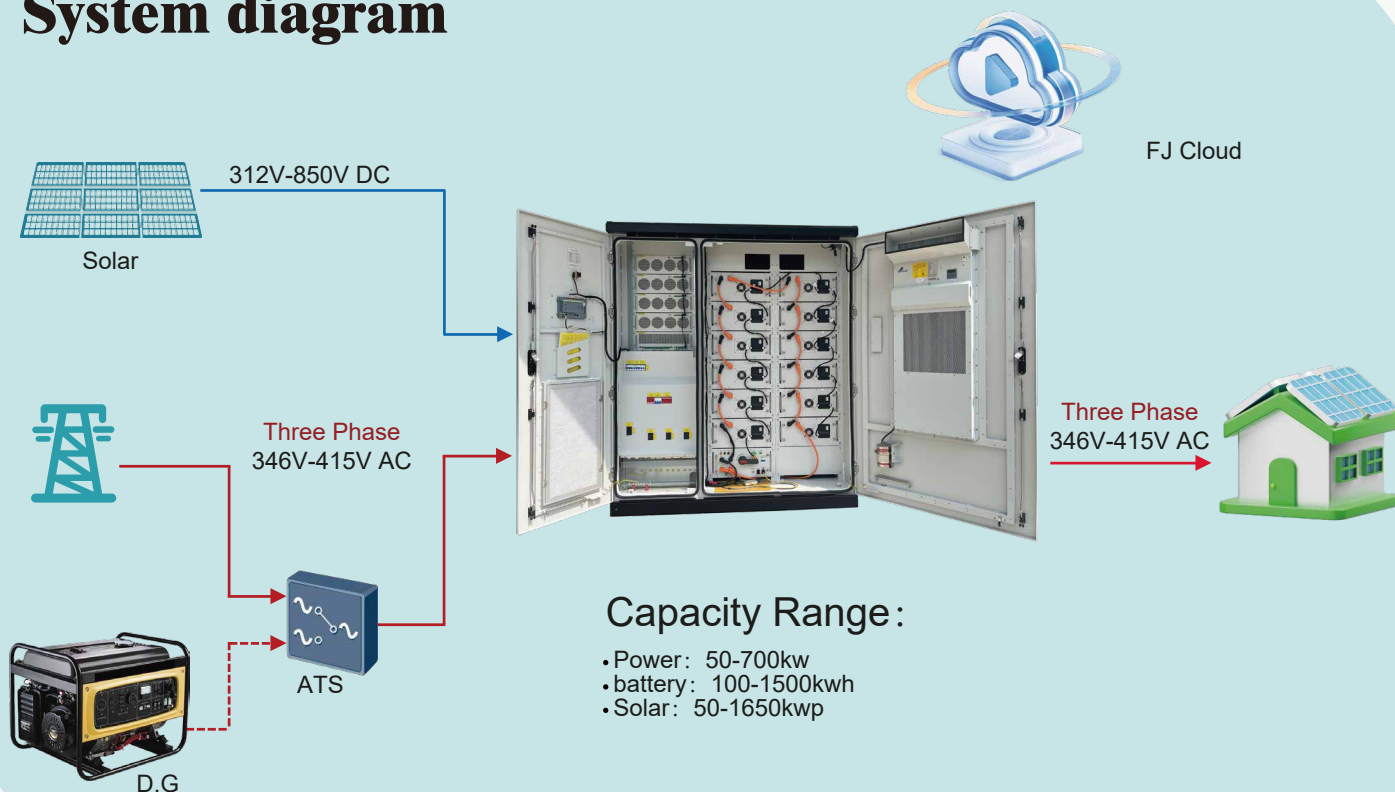 System diagram
FJ Cloud
312V-850V DC
Solar
Three Phase
346V-415V AC
Three Phase
346V-415V AC
ATS
D.G
Capacity Range：
•Power：50-700kw
•battery：100-1500kwh
•Solar：50-1650kwp